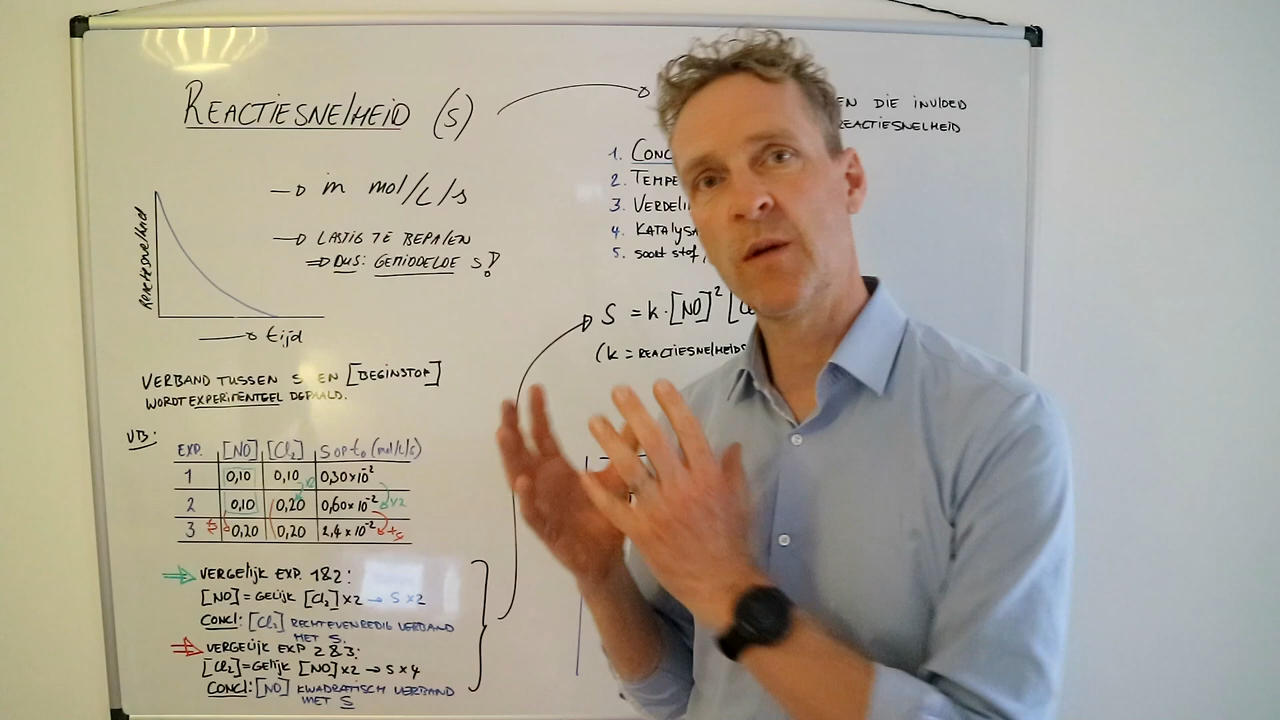 REACTIESNELHEID (S)
→ in mol/L/s
→ LASTIG TE BEPALEN
⇒ DUS: GEMIDDELDE S!
Reactiesnelheid
→ tijd
VERBAND TUSSEN S EN [BEGINSTOF]
WORDT EXPERIMENTEEL BEPAALD.
VB:
EXP. [NO] [Cl₂] S OP t₀ (mol/L/s)
1 0,10 0,10 0,30×10⁻²
2 0,10 0,20 0,60×10⁻² ×2
3 0,20 0,20 2,4×10⁻²
⇒ VERGELIJK EXP. 1&2:
[NO] = GELIJK [Cl₂]×2 → S×2
CONCL: [Cl₂] RECHTEVENREDIG VERBAND
MET S.
⇒ VERGELIJK EXP 2&3:
[Cl₂]=GELIJK [NO]×2 → S×4
CONCL: [NO] KWADRATISCH VERBAND
MET S
EN DIE INVLOED
REACTIESNELHEID
1. CONC
2. TEMPE
3. VERDELI
4. KATALYSA
5. soort stof
S = k·[NO]² [Cl
(k = REACTIESNELHEIDS